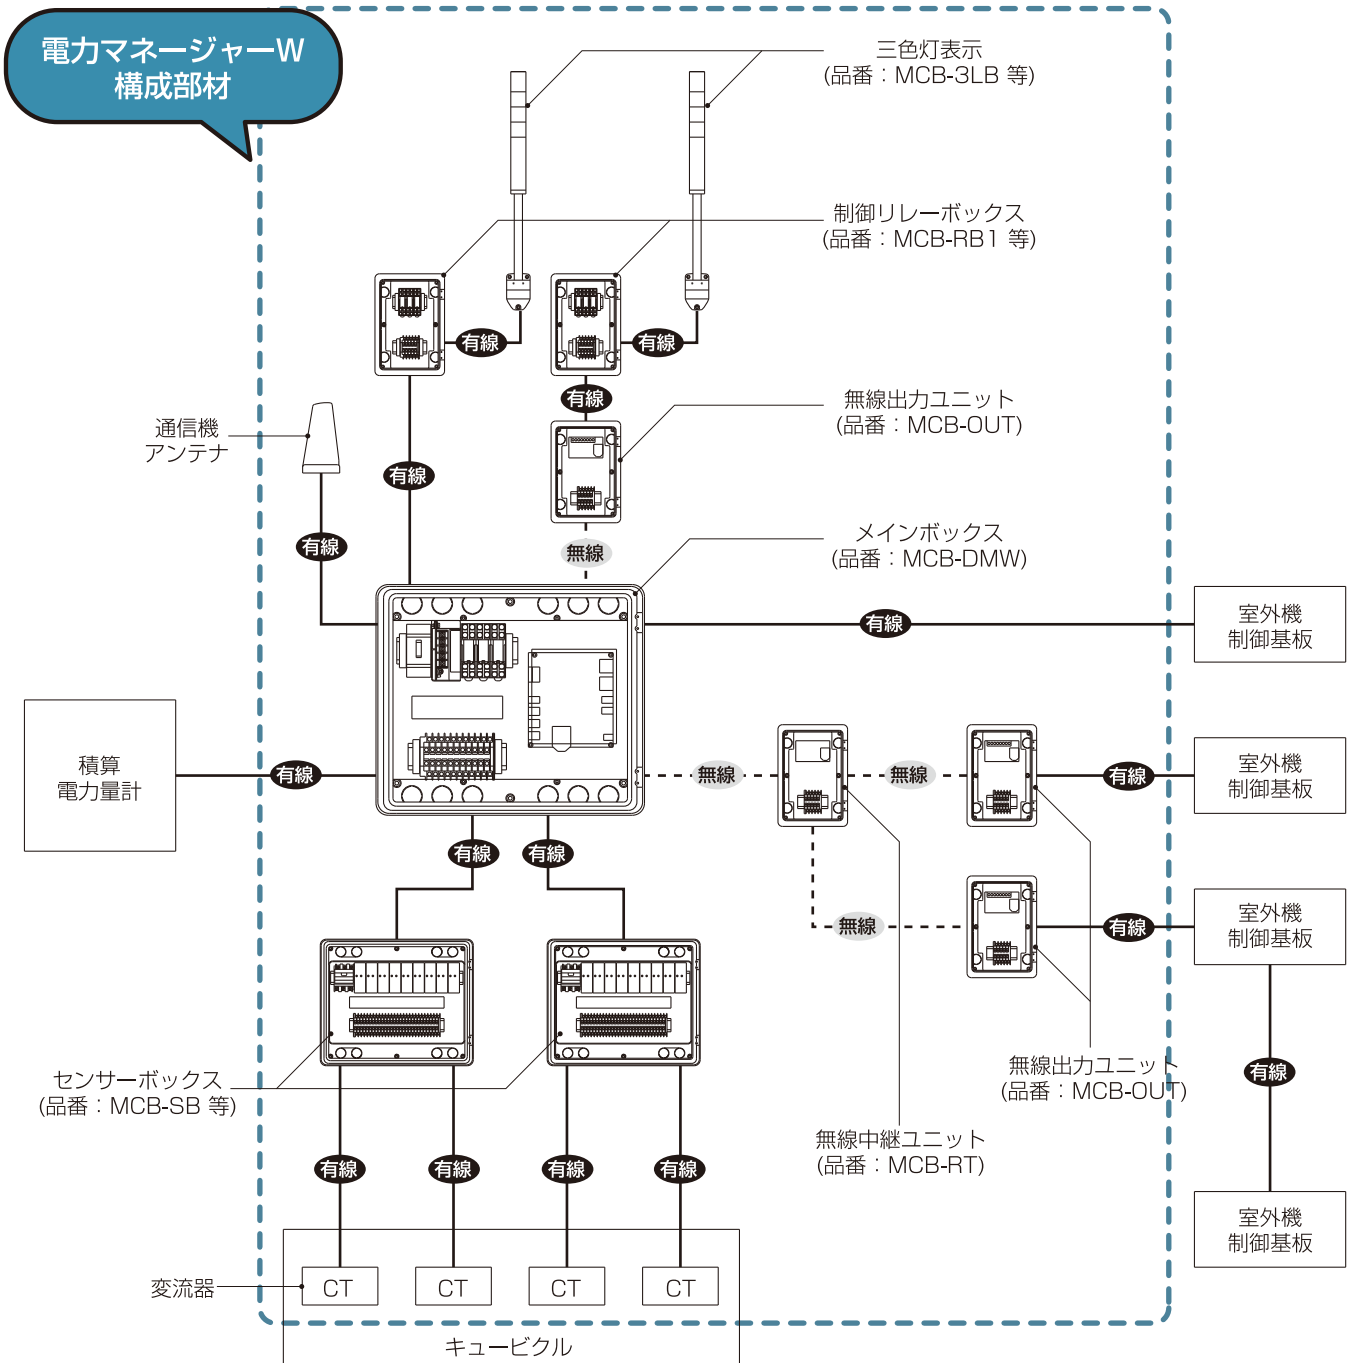 電力マネージャーW
構成部材
三色灯表示
(品番：MCB-3LB 等)
制御リレーボックス
(品番：MCB-RB1 等)
有線
有線
有線
無線出力ユニット
(品番：MCB-OUT)
通信機
アンテナ
有線
有線
無線
メインボックス
(品番：MCB-DMW)
有線
室外機
制御基板
積算
電力量計
有線
無線
無線
有線
室外機
制御基板
有線
有線
無線
有線
室外機
制御基板
センサーボックス
(品番：MCB-SB 等)
無線出力ユニット
(品番：MCB-OUT)
有線
無線中継ユニット
(品番：MCB-RT)
有線
有線
有線
有線
室外機
制御基板
変流器
CT
CT
CT
CT
キュービクル